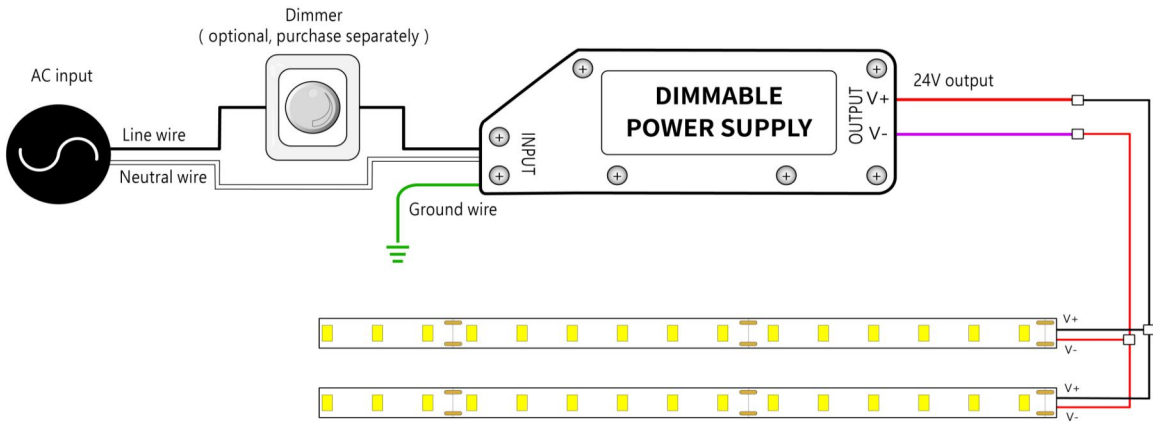 Dimmer
( optional, purchase separately )
AC input
Line wire
Neutral wire
Ground wire
INPUT
DIMMABLE
POWER SUPPLY
OUTPUT
V+
V-
24V output
V+
V-
V+
V-